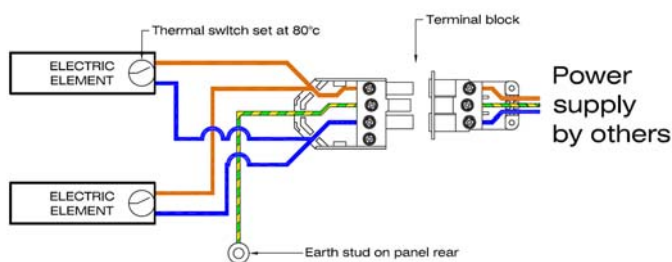 Thermal switch set at 80°c
Terminal block
ELECTRIC
ELEMENT
Power
supply
by others
ELECTRIC
ELEMENT
Earth stud on panel rear